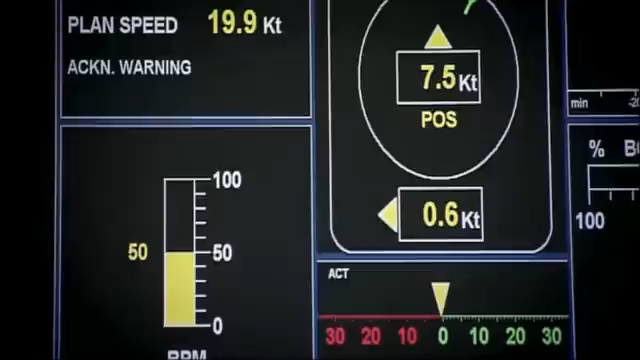 PLAN SPEED 19.9 Kt
ACKN. WARNING
7.5 Kt
POS
0.6 Kt
min
100
50
50
0
RPM
ACT
30 20 10 0 10 20 30
%
100